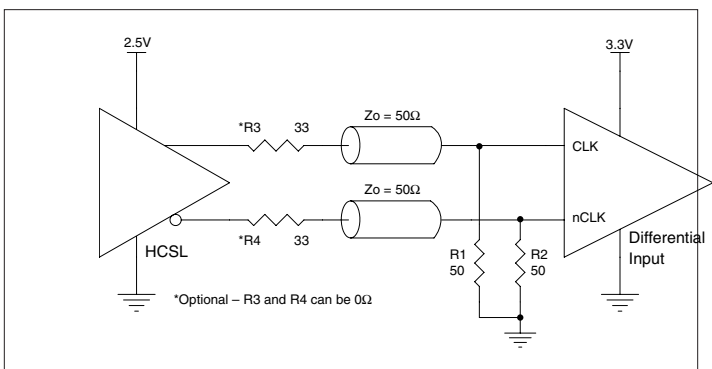 2.5V
3.3V
*R3 33
Zo = 50Ω
CLK
Zo = 50Ω
nCLK
*R4 33
HCSL
R1
50
R2
50
Differential
Input
*Optional – R3 and R4 can be 0Ω